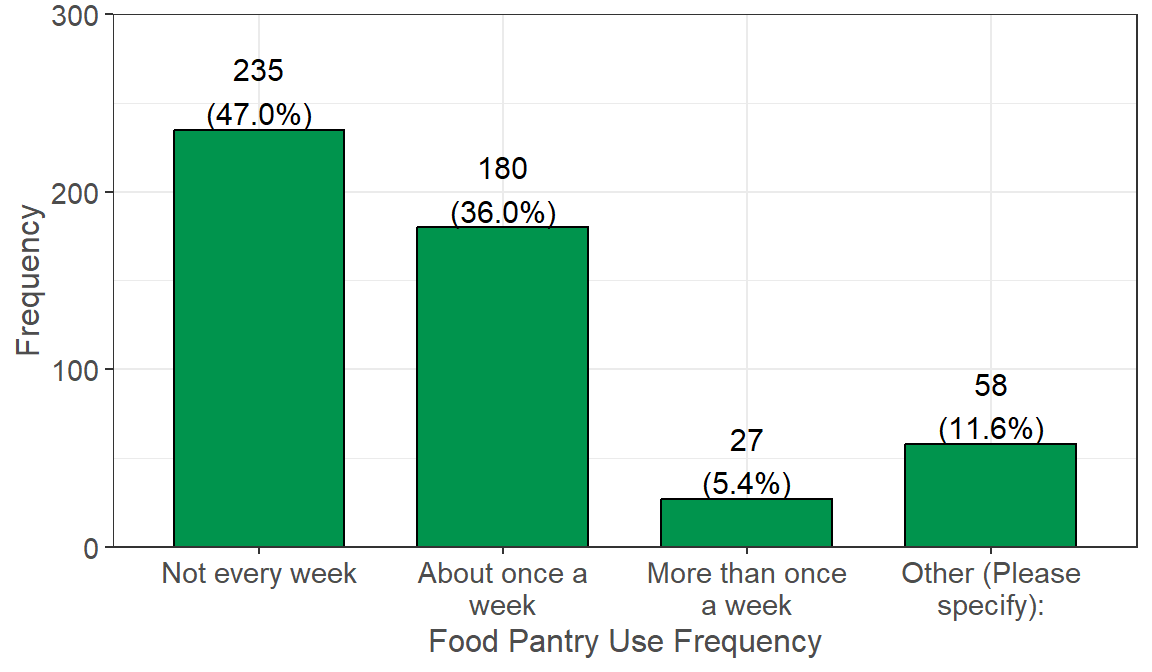 300
200
100
0
Frequency
235
(47.0%)
180
(36.0%)
27
(5.4%)
58
(11.6%)
Not every week
About once a
week
More than once
a week
Other (Please
specify):
Food Pantry Use Frequency